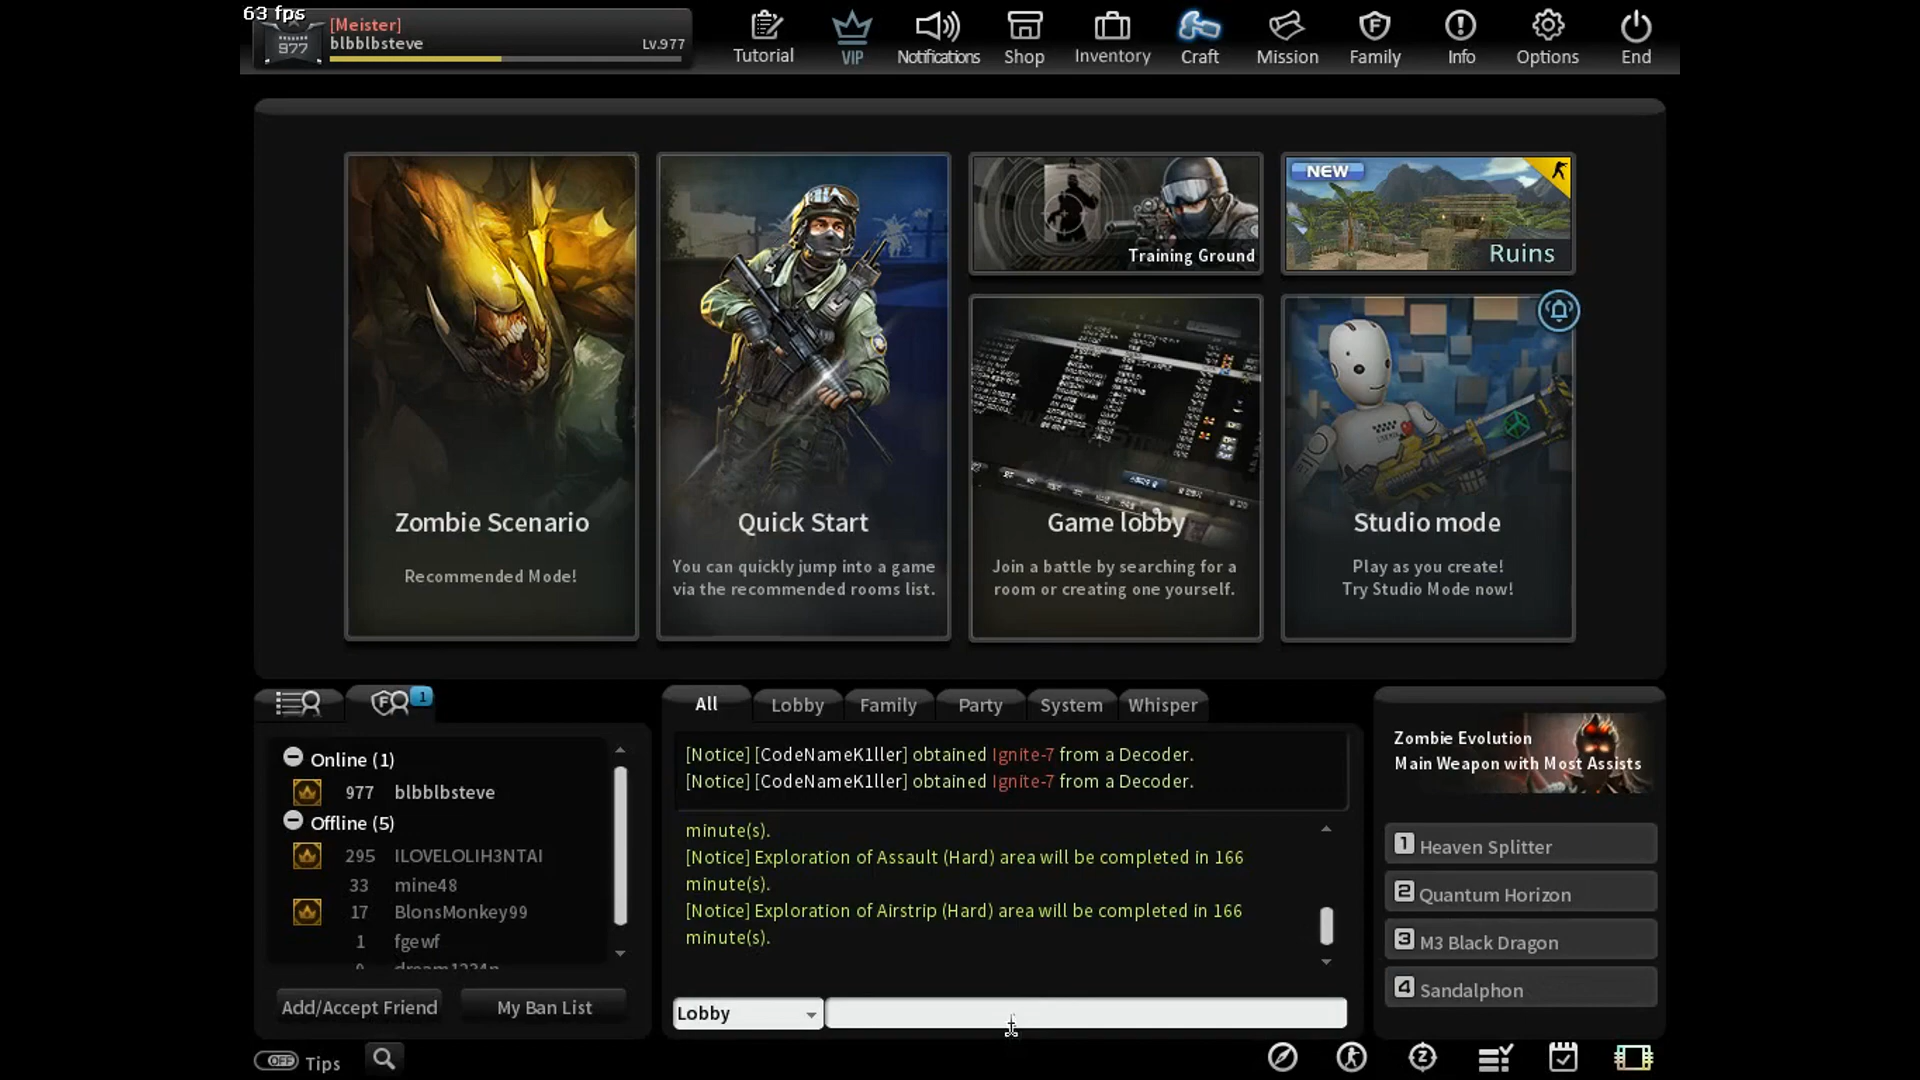 63 fps
[Meister]
977
blbblbsteve
Lv.977
Tutorial
VIP
Notifications
Shop
Inventory
Craft
Mission
Family
Info
Options
End
Training Ground
NEW
Ruins
Zombie Scenario
Recommended Mode!
Quick Start
You can quickly jump into a game
via the recommended rooms list.
Game lobby
Join a battle by searching for a
room or creating one yourself.
Studio mode
Play as you create!
Try Studio Mode now!
1
All
Lobby
Family
Party
System
Whisper
Online (1)
977 blbblbsteve
Offline (5)
295 ILOVELOLIH3NTAI
33 mine48
17 BlonsMonkey99
1 fgewf
Add/Accept Friend
My Ban List
[Notice] [CodeNameK1ller] obtained Ignite-7 from a Decoder.
[Notice] [CodeNameK1ller] obtained Ignite-7 from a Decoder.
minute(s).
[Notice] Exploration of Assault (Hard) area will be completed in 166
minute(s).
[Notice] Exploration of Airstrip (Hard) area will be completed in 166
minute(s).
Lobby
Zombie Evolution
Main Weapon with Most Assists
1 Heaven Splitter
2 Quantum Horizon
3 M3 Black Dragon
4 Sandalphon
OFF Tips